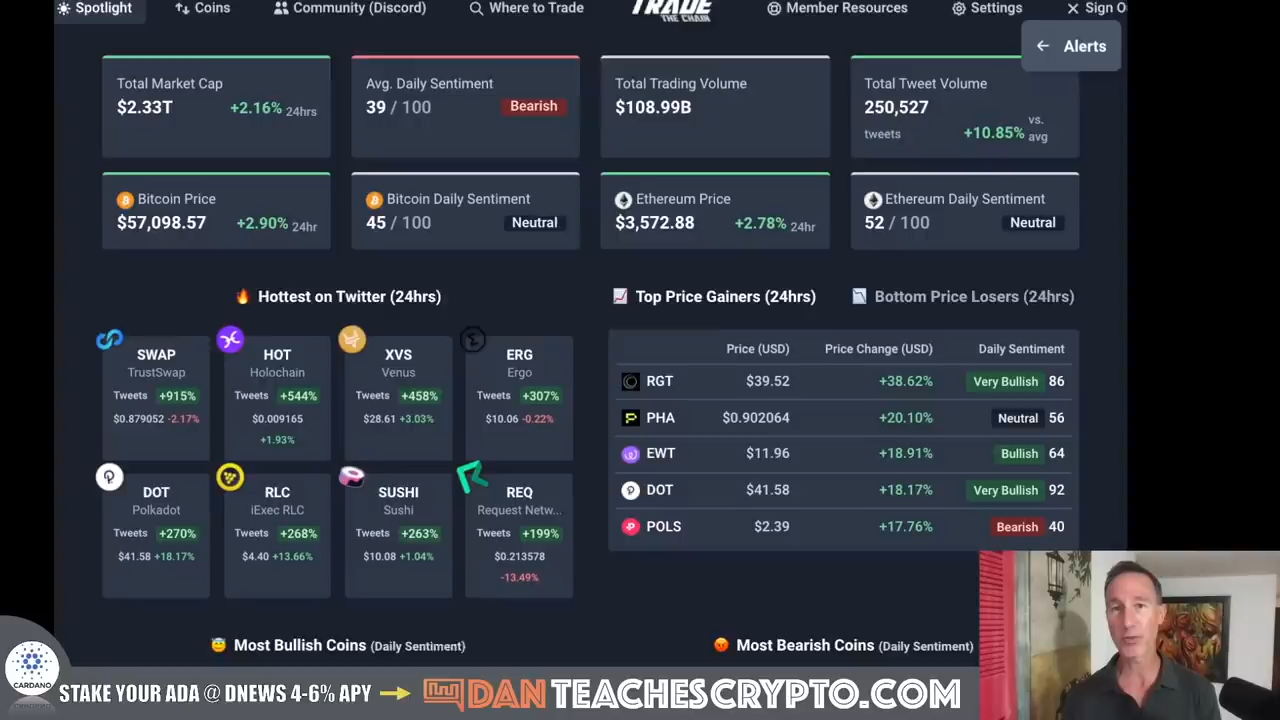 Spotlight
Coins
Community (Discord)
Where to Trade
TRADE
THE CHAIN
Member Resources
Settings
Sign O
Alerts
Total Market Cap
$2.33T +2.16% 24hrs
Avg. Daily Sentiment
39 / 100 Bearish
Total Trading Volume
$108.99B
Total Tweet Volume
250,527
tweets +10.85% vs. avg
Bitcoin Price
$57,098.57 +2.90% 24hr
Bitcoin Daily Sentiment
45 / 100 Neutral
Ethereum Price
$3,572.88 +2.78% 24hr
Ethereum Daily Sentiment
52 / 100 Neutral
Hottest on Twitter (24hrs)
SWAP
TrustSwap
Tweets +915%
$0.879052 -2.17%
HOT
Holochain
Tweets +544%
$0.009165
+1.93%
XVS
Venus
Tweets +458%
$28.61 +3.03%
ERG
Ergo
Tweets +307%
$10.06 -0.22%
DOT
Polkadot
Tweets +270%
$41.58 +18.17%
RLC
iExec RLC
Tweets +268%
$4.40 +13.66%
SUSHI
Sushi
Tweets +263%
$10.08 +1.04%
REQ
Request Netw...
Tweets +199%
$0.213578
-13.49%
Top Price Gainers (24hrs)
Bottom Price Losers (24hrs)
Price (USD) Price Change (USD) Daily Sentiment
RGT $39.52 +38.62% Very Bullish 86
PHA $0.902064 +20.10% Neutral 56
EWT $11.96 +18.91% Bullish 64
DOT $41.58 +18.17% Very Bullish 92
POLS $2.39 +17.76% Bearish 40
Most Bullish Coins (Daily Sentiment)
Most Bearish Coins (Daily Sentiment)
CARDANO
STAKE YOUR ADA @ DNEWS 4-6% APY
DANTEACHESCRYPTO.COM